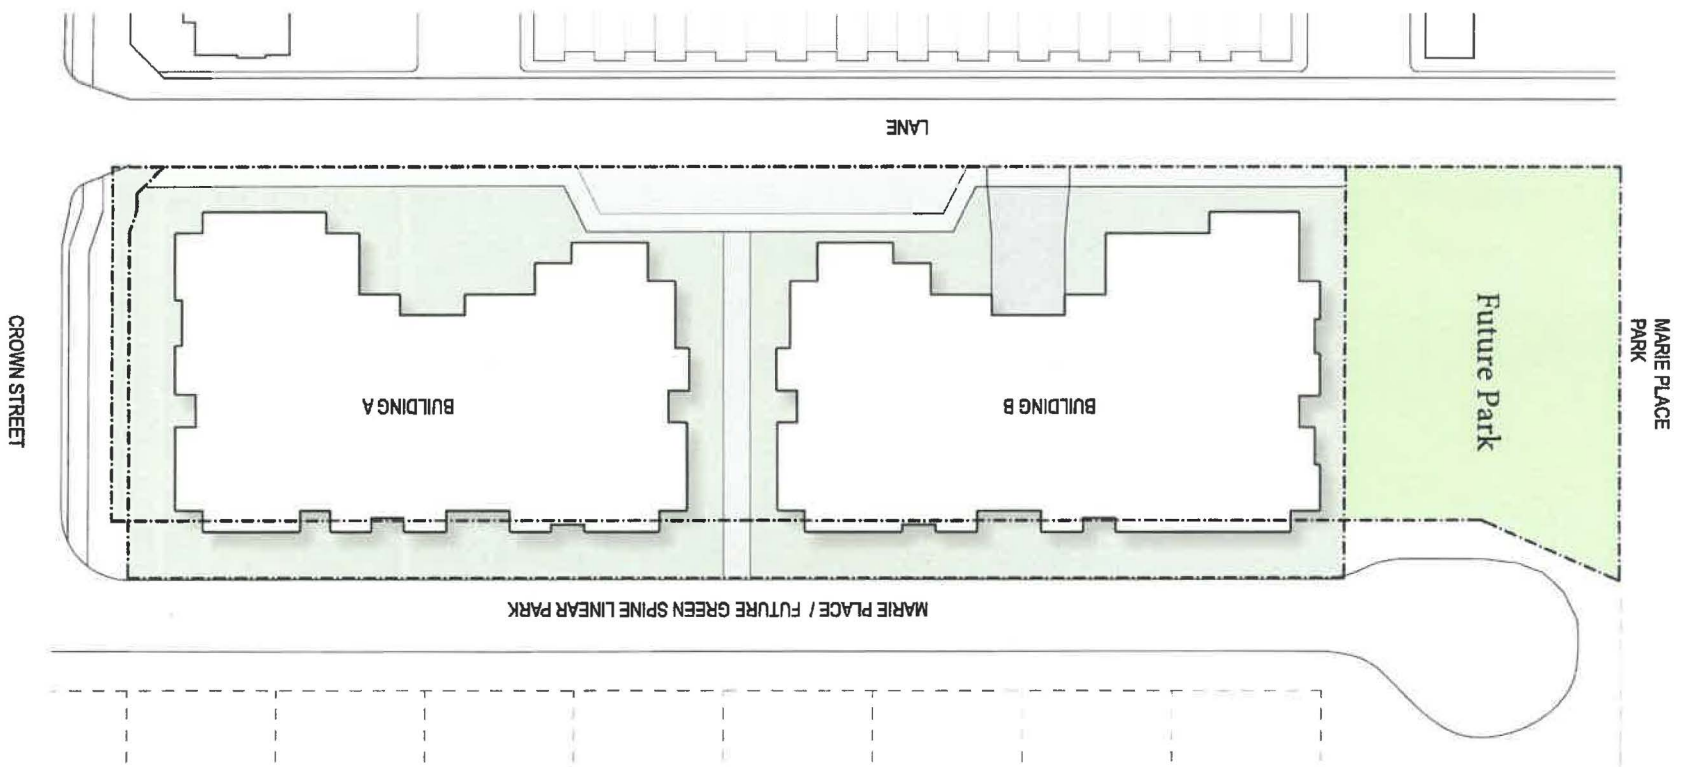 LANE
CROWN STREET
BUILDING A
BUILDING B
Future Park
MARIE PLACE
PARK
MARIE PLACE / FUTURE GREEN SPINE LINEAR PARK